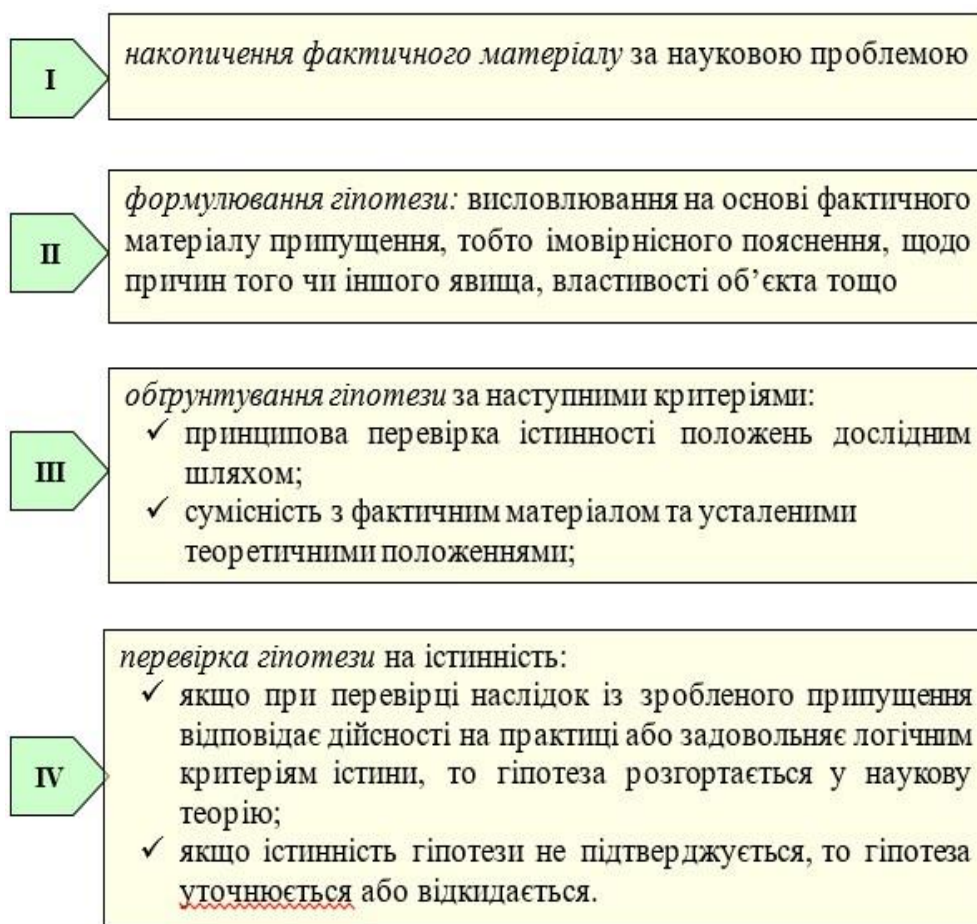 I
накопичення фактичного матеріалу за науковою проблемою
II
формулювання гіпотези: висловлювання на основі фактичного
матеріалу припущення, тобто імовірнісного пояснення, щодо
причин того чи іншого явища, властивості об’єкта тощо
III
обґрунтування гіпотези за наступними критеріями:
✓ принципова перевірка істинності положень дослідним
шляхом;
✓ сумісність з фактичним матеріалом та усталеними
теоретичними положеннями;
IV
перевірка гіпотези на істинність:
✓ якщо при перевірці наслідок із зробленого припущення
відповідає дійсності на практиці або задовольняє логічним
критеріям істини, то гіпотеза розгортається у наукову
теорію;
✓ якщо істинність гіпотези не підтверджується, то гіпотеза
уточнюється або відкидається.